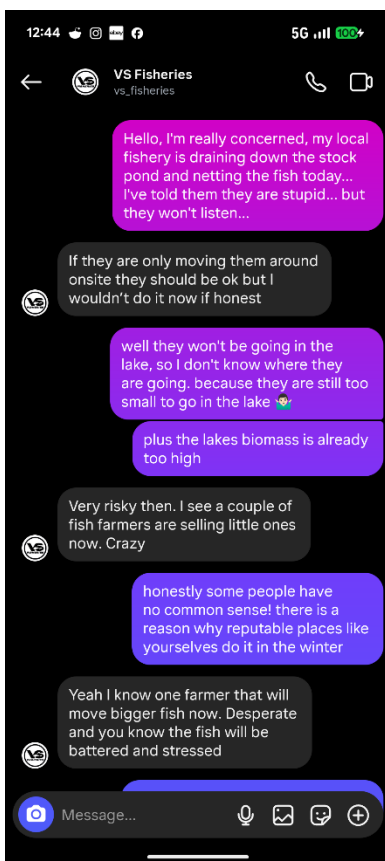 12:44
ebay
5G
100
VS Fisheries
vs_fisheries
Hello, I'm really concerned, my local
fishery is draining down the stock
pond and netting the fish today...
I've told them they are stupid... but
they won't listen...
If they are only moving them around
onsite they should be ok but I
wouldn't do it now if honest
well they won't be going in the
lake, so I don't know where they
are going. because they are still too
small to go in the lake 🤷🏻‍♂️
plus the lakes biomass is already
too high
Very risky then. I see a couple of
fish farmers are selling little ones
now. Crazy
honestly some people have
no common sense! there is a
reason why reputable places like
yourselves do it in the winter
Yeah I know one farmer that will
move bigger fish now. Desperate
and you know the fish will be
battered and stressed
Message...